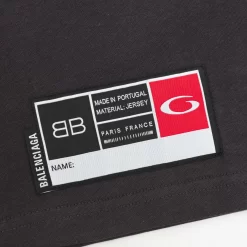 BALENCIAGA
BB
MADE IN PORTUGAL
MATERIAL: JERSEY
PARIS FRANCE
NAME: